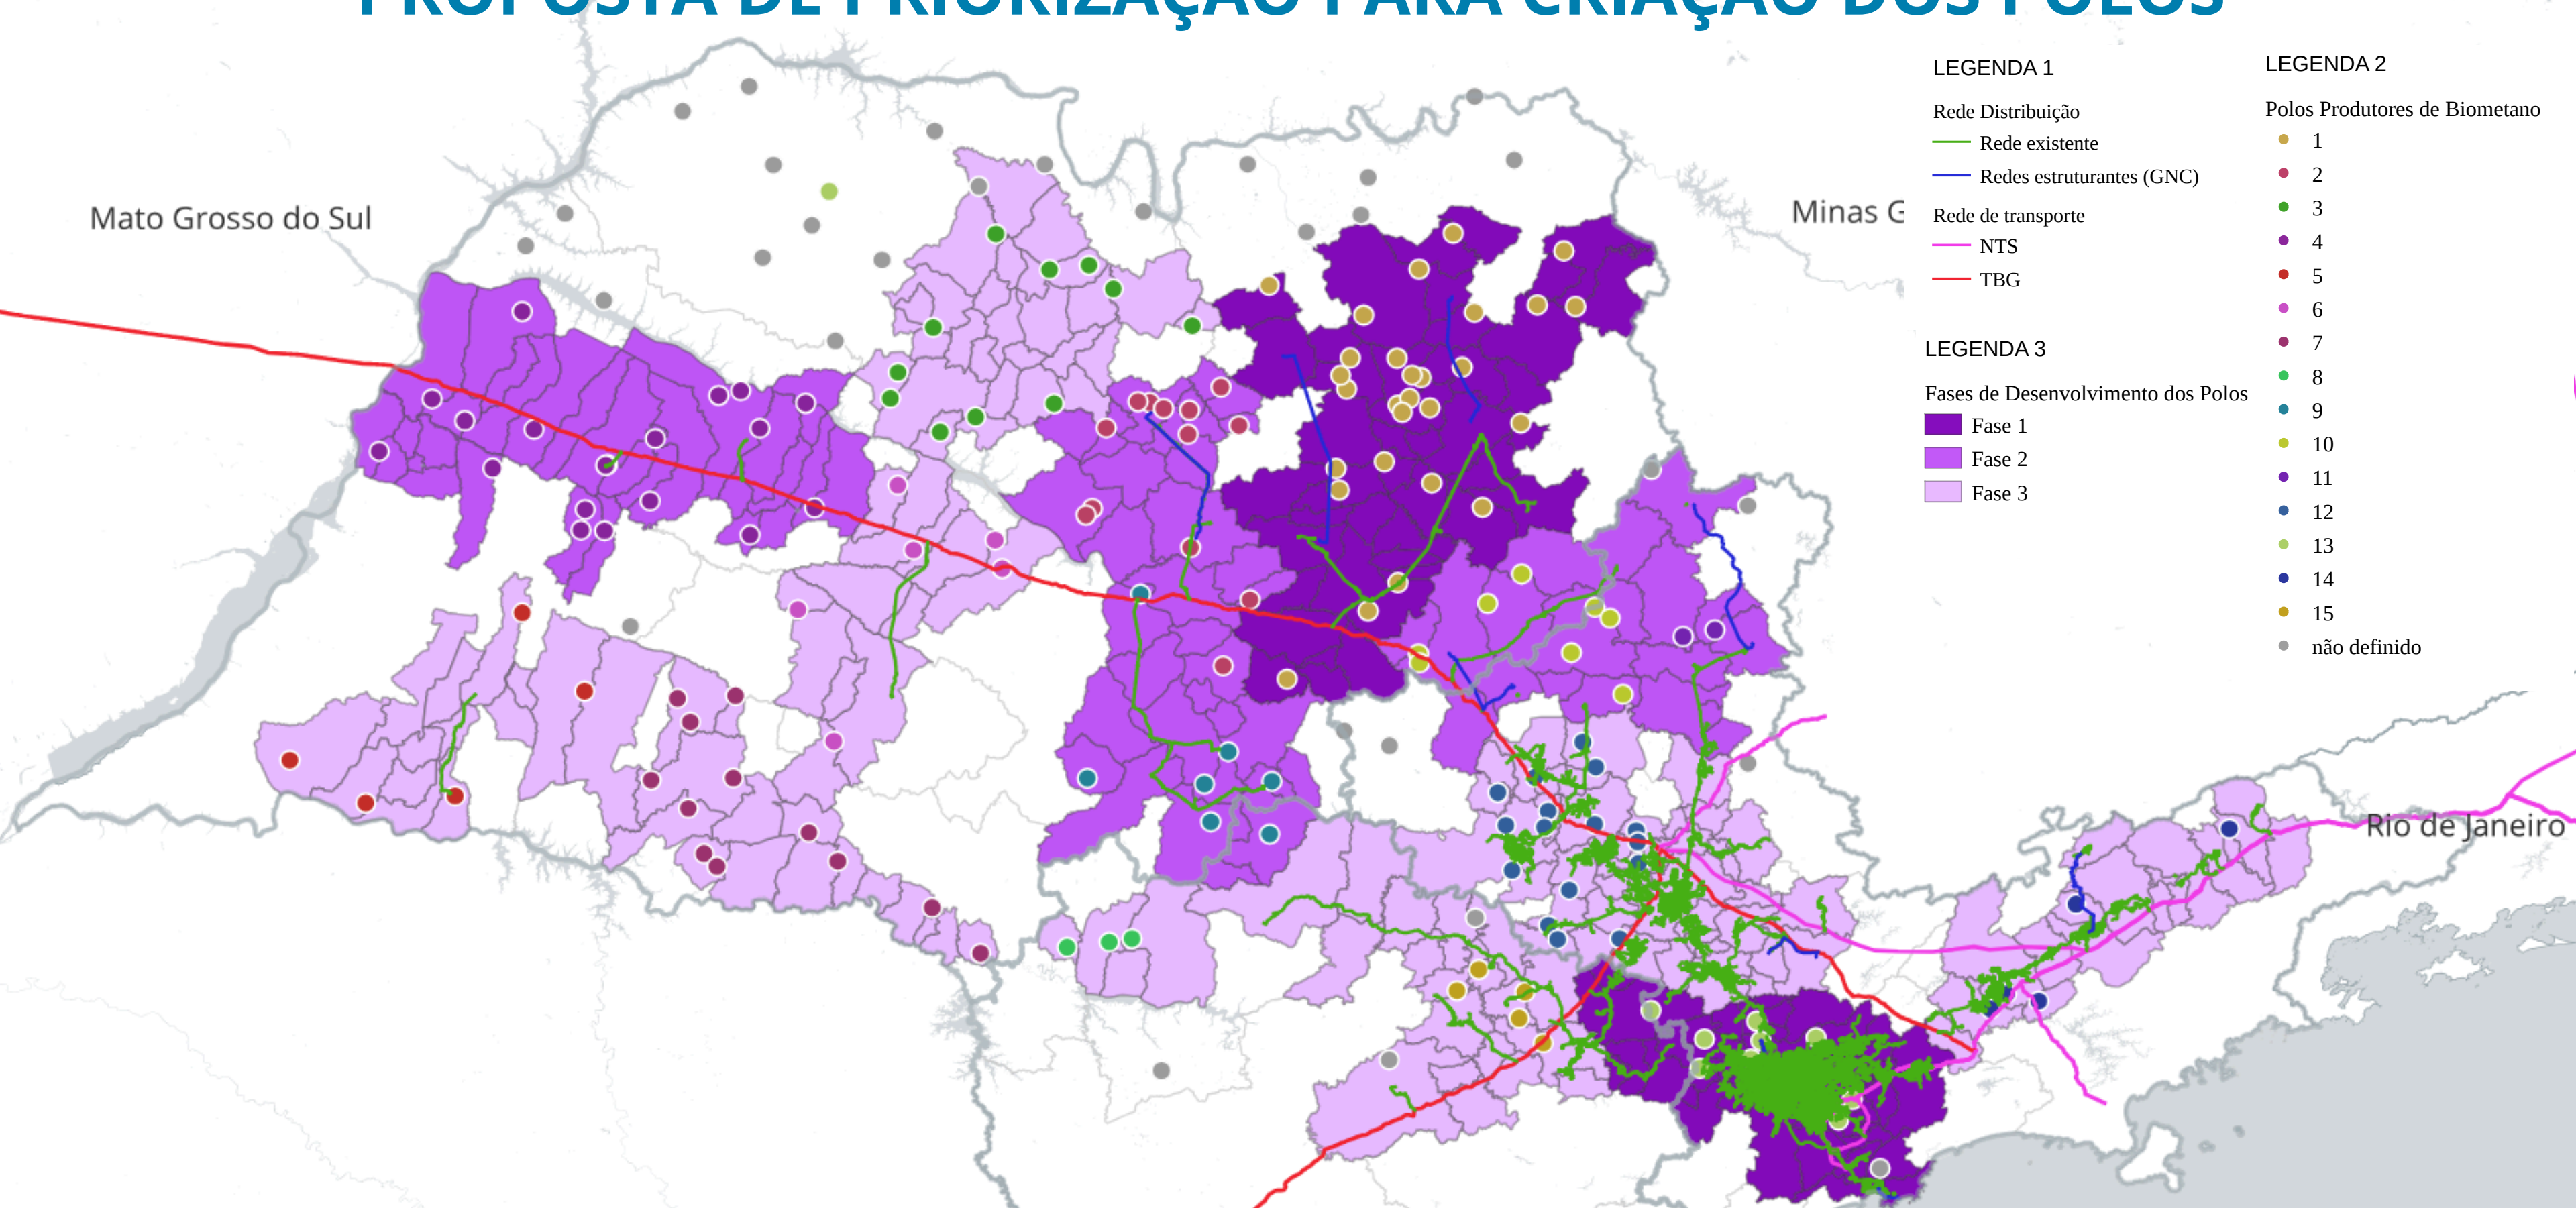 PROPOSTA DE PRIORIZAÇÃO PARA CRIAÇÃO DOS POLOS
Mato Grosso do Sul
Minas G
Rio de Janeiro
LEGENDA 1
Rede Distribuição
Rede existente
Redes estruturantes (GNC)
Rede de transporte
NTS
TBG
LEGENDA 3
Fases de Desenvolvimento dos Polos
Fase 1
Fase 2
Fase 3
LEGENDA 2
Polos Produtores de Biometano
1
2
3
4
5
6
7
8
9
10
11
12
13
14
15
não definido